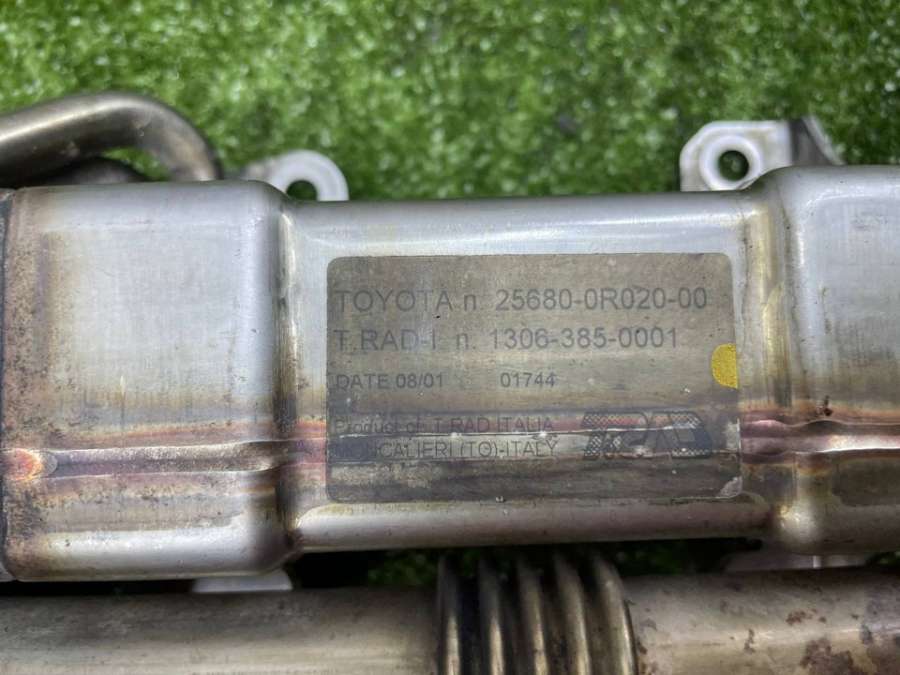 TOYOTA n 25680-0R020-00
T.RAD-I n. 1306-385-0001
DATE 08/01 01744
Product of T.RAD ITALIA
MONCALIERI (TO)-ITALY
TRAD